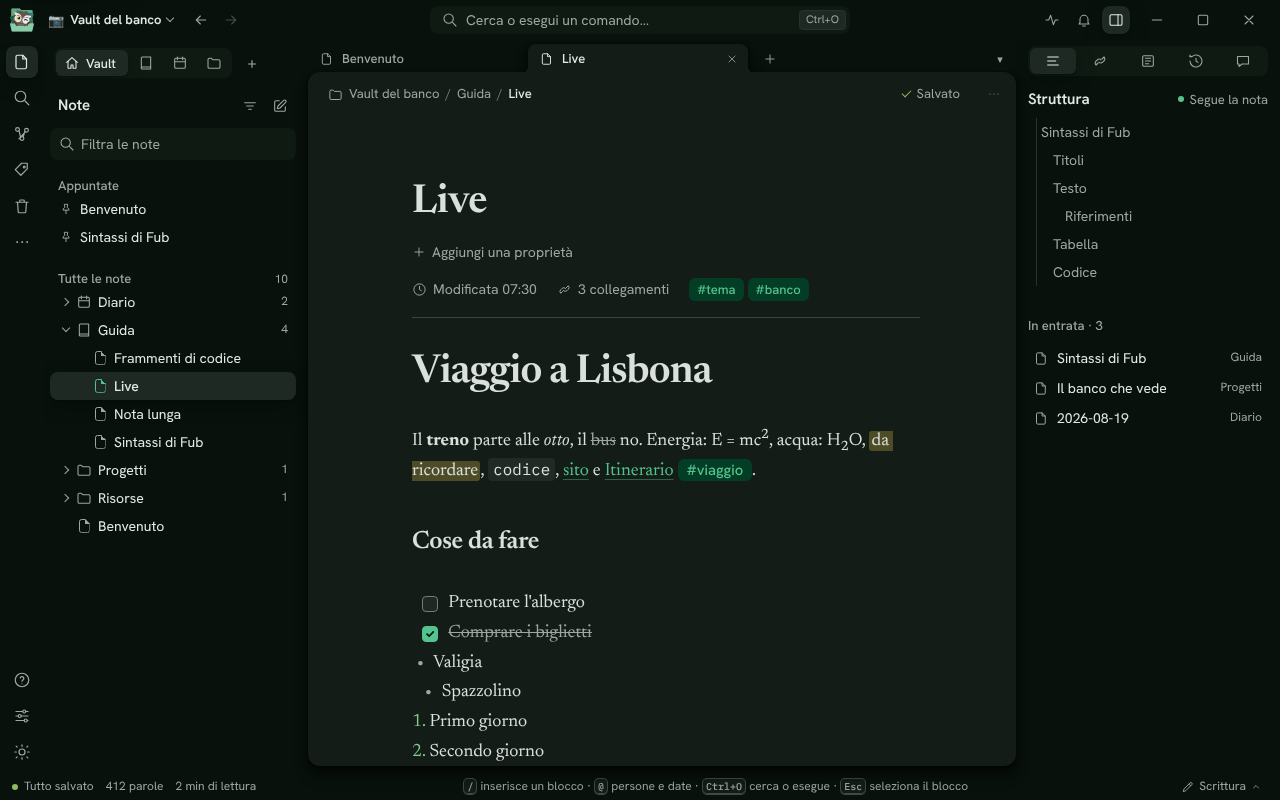 Vault del banco
Cerca o esegui un comando...
Ctrl+O
Vault
Benvenuto
Live
Note
Filtra le note
Appuntate
Benvenuto
Sintassi di Fub
Tutte le note 10
Diario 2
Guida 4
Frammenti di codice
Live
Nota lunga
Sintassi di Fub
Progetti 1
Risorse 1
Benvenuto
Vault del banco / Guida / Live
Salvato
Live
Aggiungi una proprietà
Modificata 07:30 3 collegamenti #tema #banco
Viaggio a Lisbona
Il treno parte alle otto, il bus no. Energia: E = mc², acqua: H₂O, da
ricordare, codice, sito e Itinerario #viaggio.
Cose da fare
Prenotare l'albergo
Comprare i biglietti
• Valigia
• Spazzolino
1. Primo giorno
2. Secondo giorno
Struttura
Segue la nota
Sintassi di Fub
Titoli
Testo
Riferimenti
Tabella
Codice
In entrata · 3
Sintassi di Fub Guida
Il banco che vede Progetti
2026-08-19 Diario
Tutto salvato 412 parole 2 min di lettura
/ inserisce un blocco · @ persone e date · Ctrl+O cerca o esegue · Esc seleziona il blocco
Scrittura